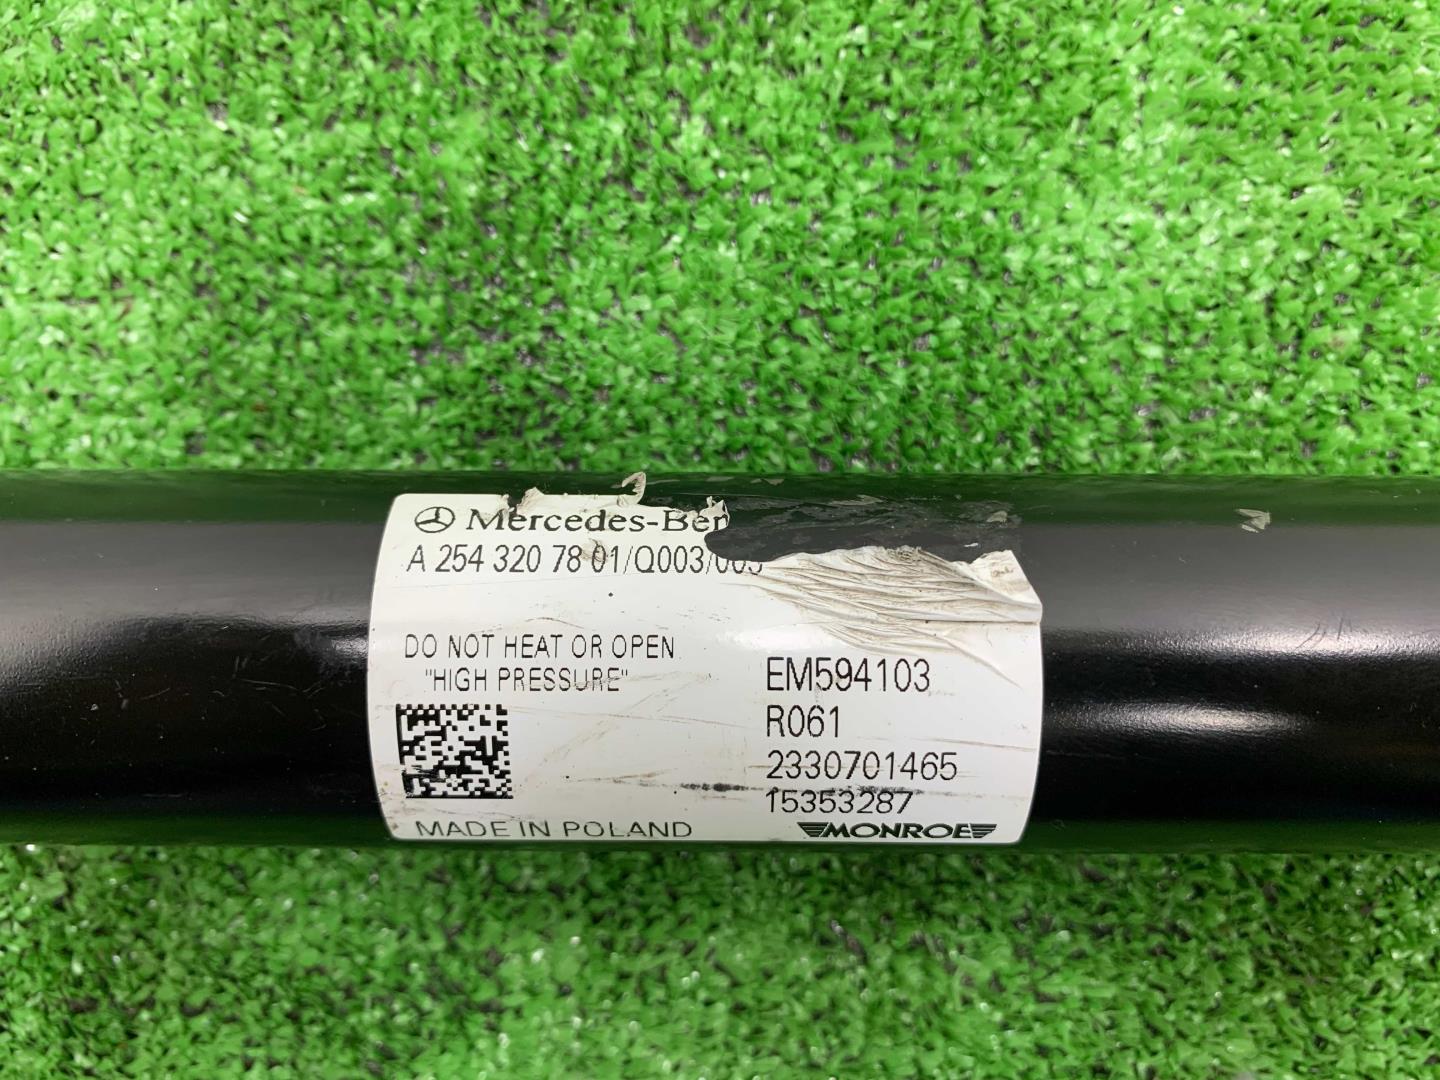 Mercedes-Ben
A 254 320 78 01/Q003/003
DO NOT HEAT OR OPEN
"HIGH PRESSURE"
EM594103
R061
2330701465
15353287
MADE IN POLAND
MONROE